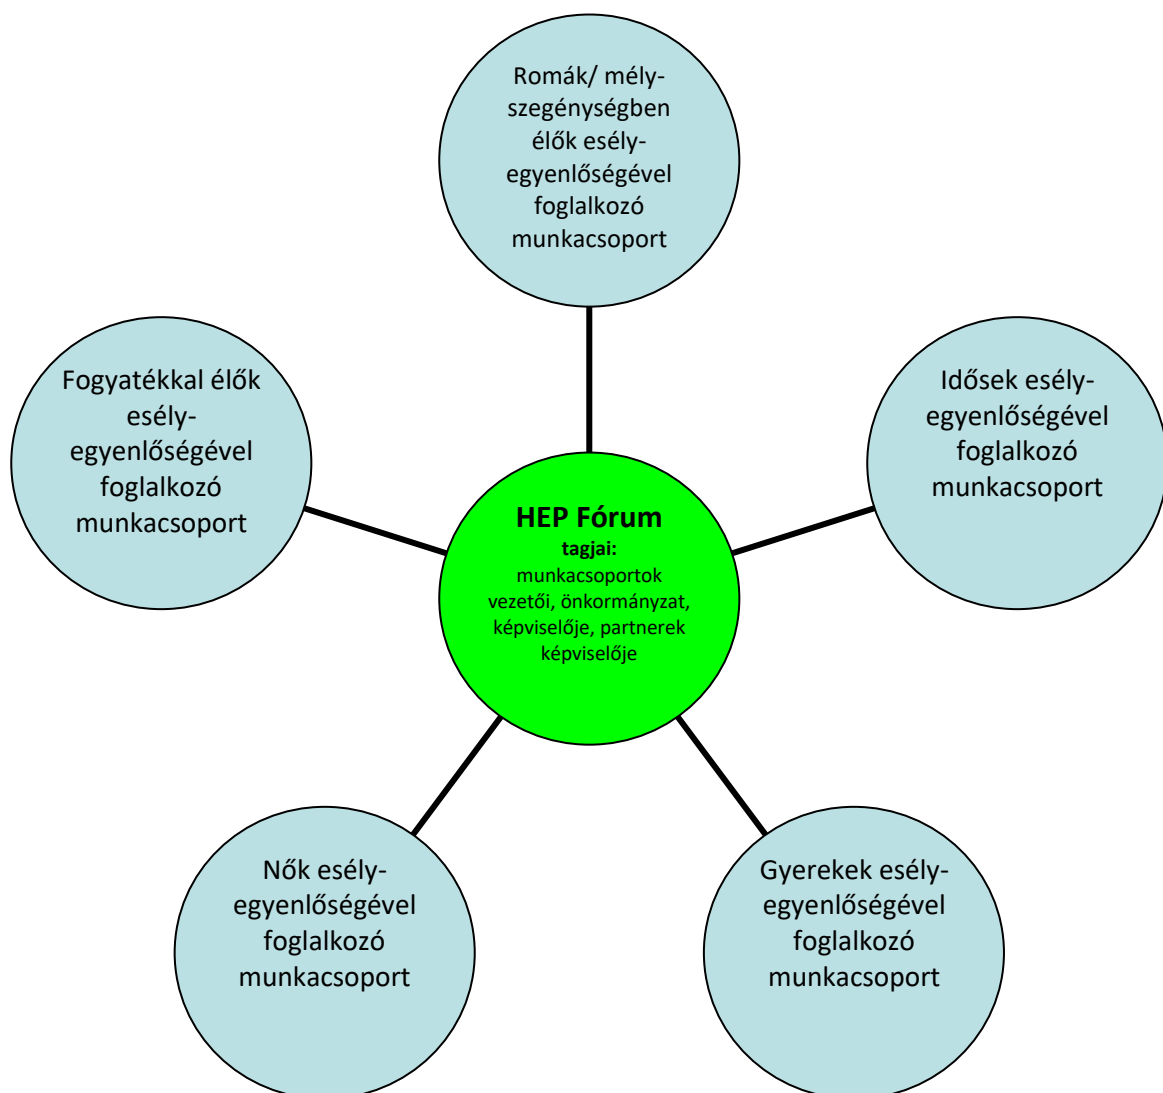 Romák/ mély-
szegénységben
élők esély-
egyenlőségével
foglalkozó
munkacsoport
Fogyatékkal élők
esély-
egyenlőségével
foglalkozó
munkacsoport
Idősek esély-
egyenlőségével
foglalkozó
munkacsoport
HEP Fórum
tagjai:
munkacsoportok
vezetői, önkormányzat,
képviselője, partnerek
képviselője
Nők esély-
egyenlőségével
foglalkozó
munkacsoport
Gyerekek esély-
egyenlőségével
foglalkozó
munkacsoport